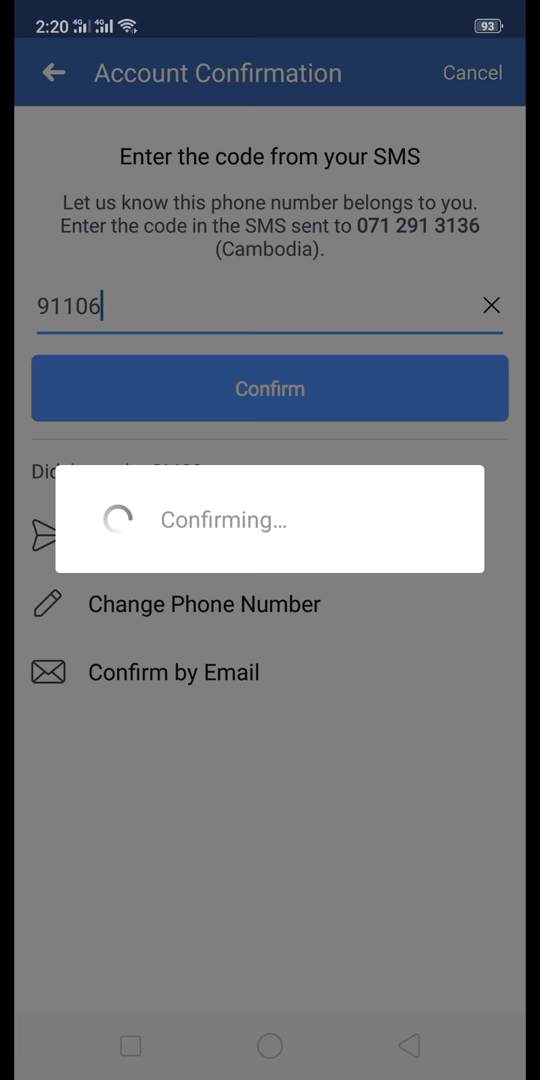 2:20 4G 4G 93
Account Confirmation Cancel
Enter the code from your SMS
Let us know this phone number belongs to you.
Enter the code in the SMS sent to 071 291 3136
(Cambodia).
91106
Confirm
Confirming...
Change Phone Number
Confirm by Email